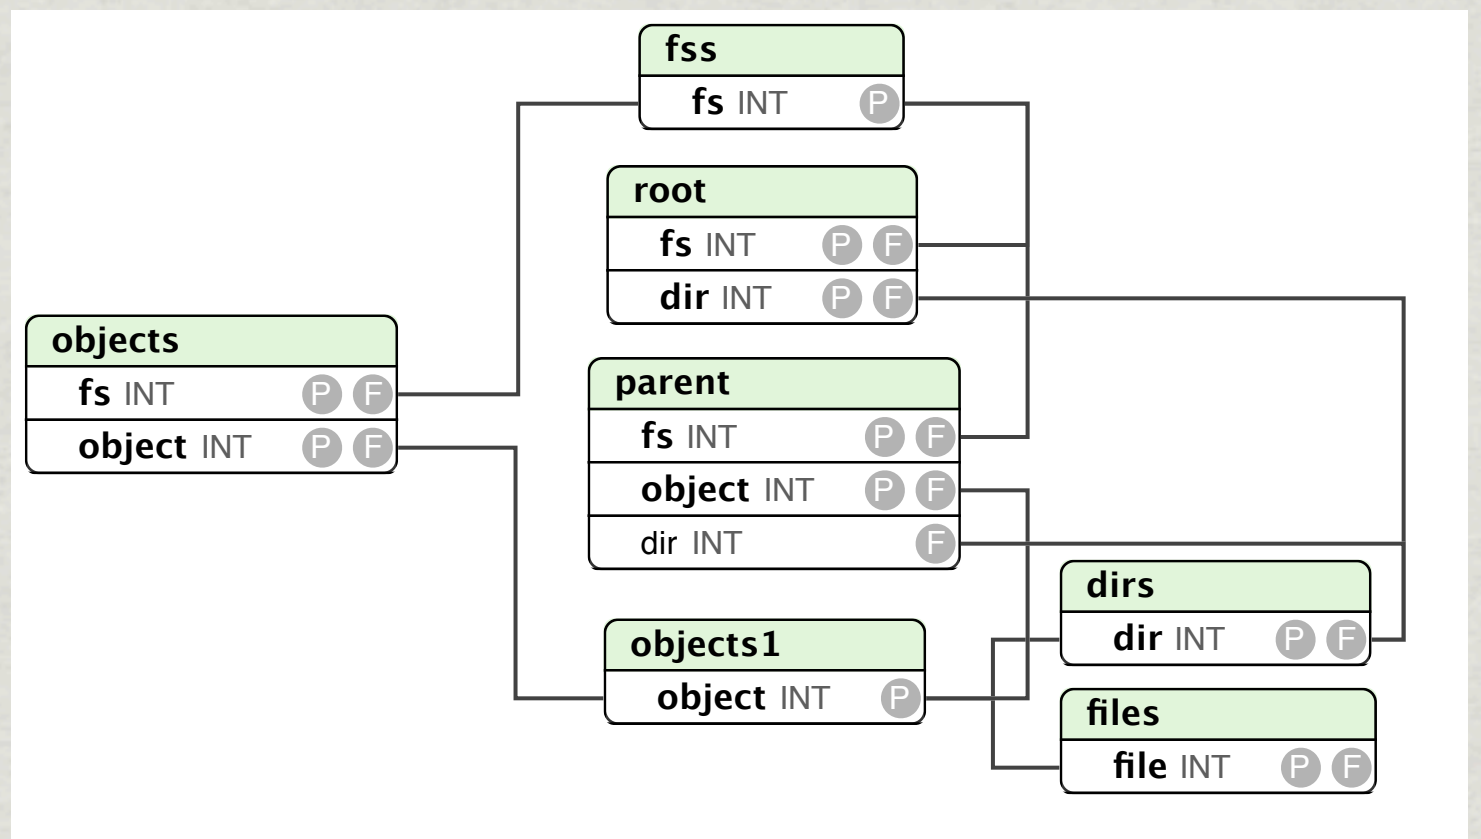 fss
fs INT P
root
fs INT P F
dir INT P F
objects
fs INT P F
object INT P F
parent
fs INT P F
object INT P F
dir INT F
objects1
object INT P
dirs
dir INT P F
files
file INT P F